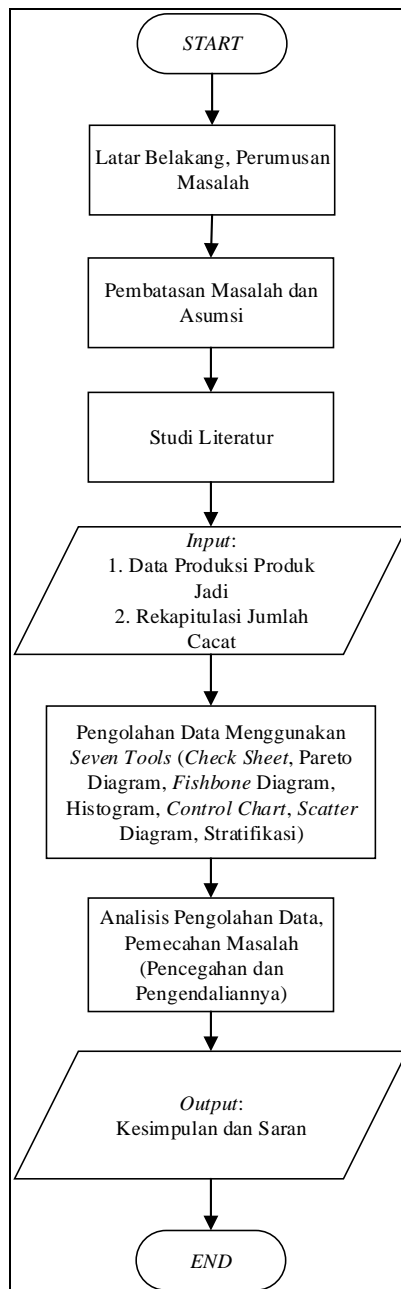 START
Latar Belakang, Perumusan
Masalah
Pembatasan Masalah dan
Asumsi
Studi Literatur
Input:
1. Data Produksi Produk
Jadi
2. Rekapitulasi Jumlah
Cacat
Pengolahan Data Menggunakan
Seven Tools (Check Sheet, Pareto
Diagram, Fishbone Diagram,
Histogram, Control Chart, Scatter
Diagram, Stratifikasi)
Analisis Pengolahan Data,
Pemecahan Masalah
(Pencegahan dan
Pengendaliannya)
Output:
Kesimpulan dan Saran
END